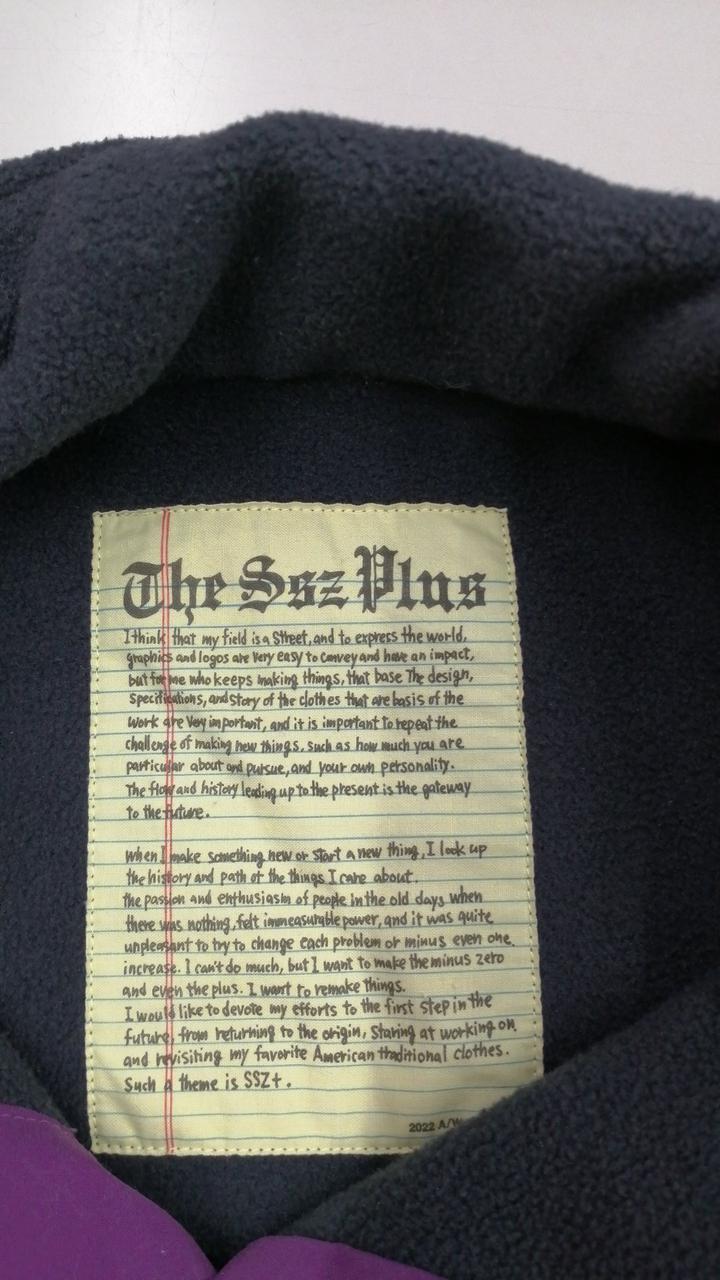 The Ssz Plus
I think that my field is a Street, and to express the world,
graphics and logos are very easy to convey and have an impact,
but for me who keeps making things, that base The design,
Specifications, and story of the clothes that are basis of the
work are very important, and it is important to repeat the
challenge of making new things, such as how much you are
particular about and pursue, and your own personality.
The flow and history leading up to the present is the gateway
to the future.
When I make something new or start a new thing, I look up
the history and path of the things I care about.
the passion and enthusiasm of people in the old days when
there was nothing, felt immeasurable power, and it was quite
unpleasant to try to change each problem or minus even one.
increase. I can't do much, but I want to make the minus zero
and even the plus. I want to remake things.
I would like to devote my efforts to the first step in the
future, from returning to the origin, Staring at working on
and revisiting my favorite American traditional clothes.
Such a theme is SSZ+.
2022 A/W